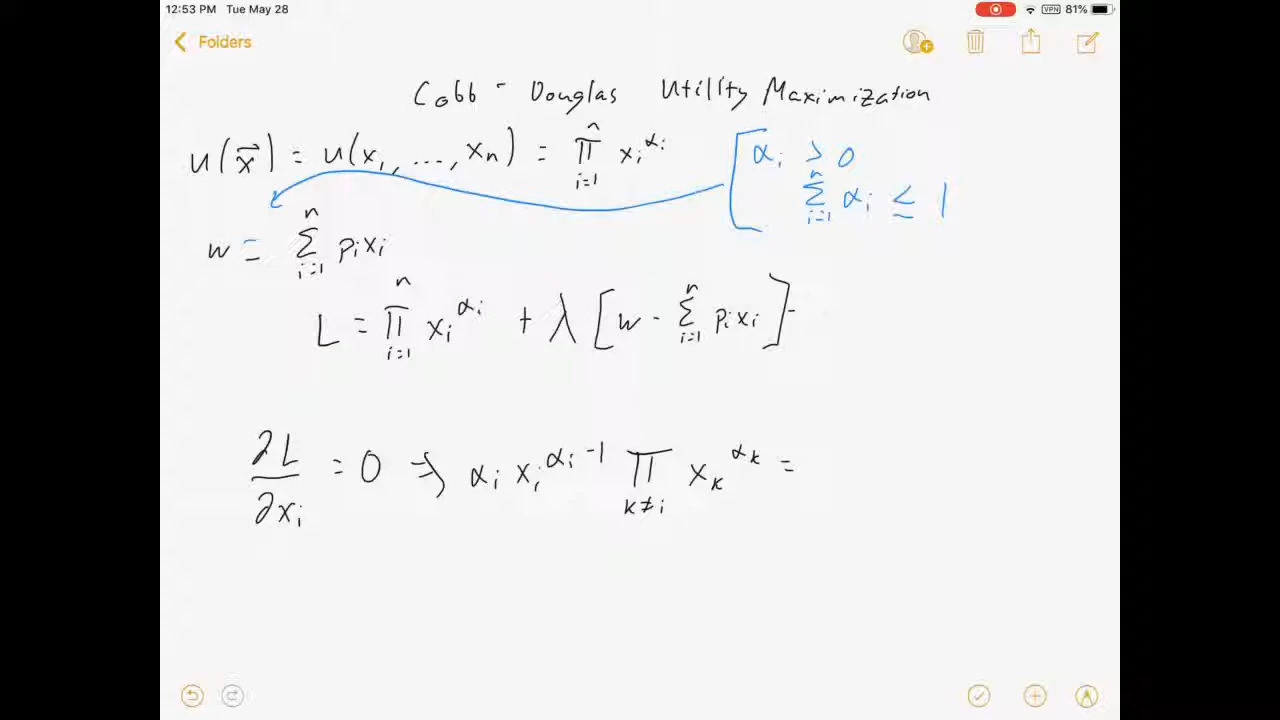 12:53 PM Tue May 28 VPN 81%
Folders
Cobb - Douglas Utility Maximization
u(x⃗) = u(x₁, ..., xₙ) = ∏ᵢ₌₁ⁿ xᵢ^αᵢ
αᵢ > 0
∑ᵢ₌₁ⁿ αᵢ ≤ 1
w = ∑ᵢ₌₁ⁿ pᵢxᵢ
L = ∏ᵢ₌₁ⁿ xᵢ^αᵢ + λ [w - ∑ᵢ₌₁ⁿ pᵢxᵢ]
∂L/∂xᵢ = 0 ⇒ αᵢ xᵢ^(αᵢ-1) ∏_(k≠i) xₖ^αₖ =